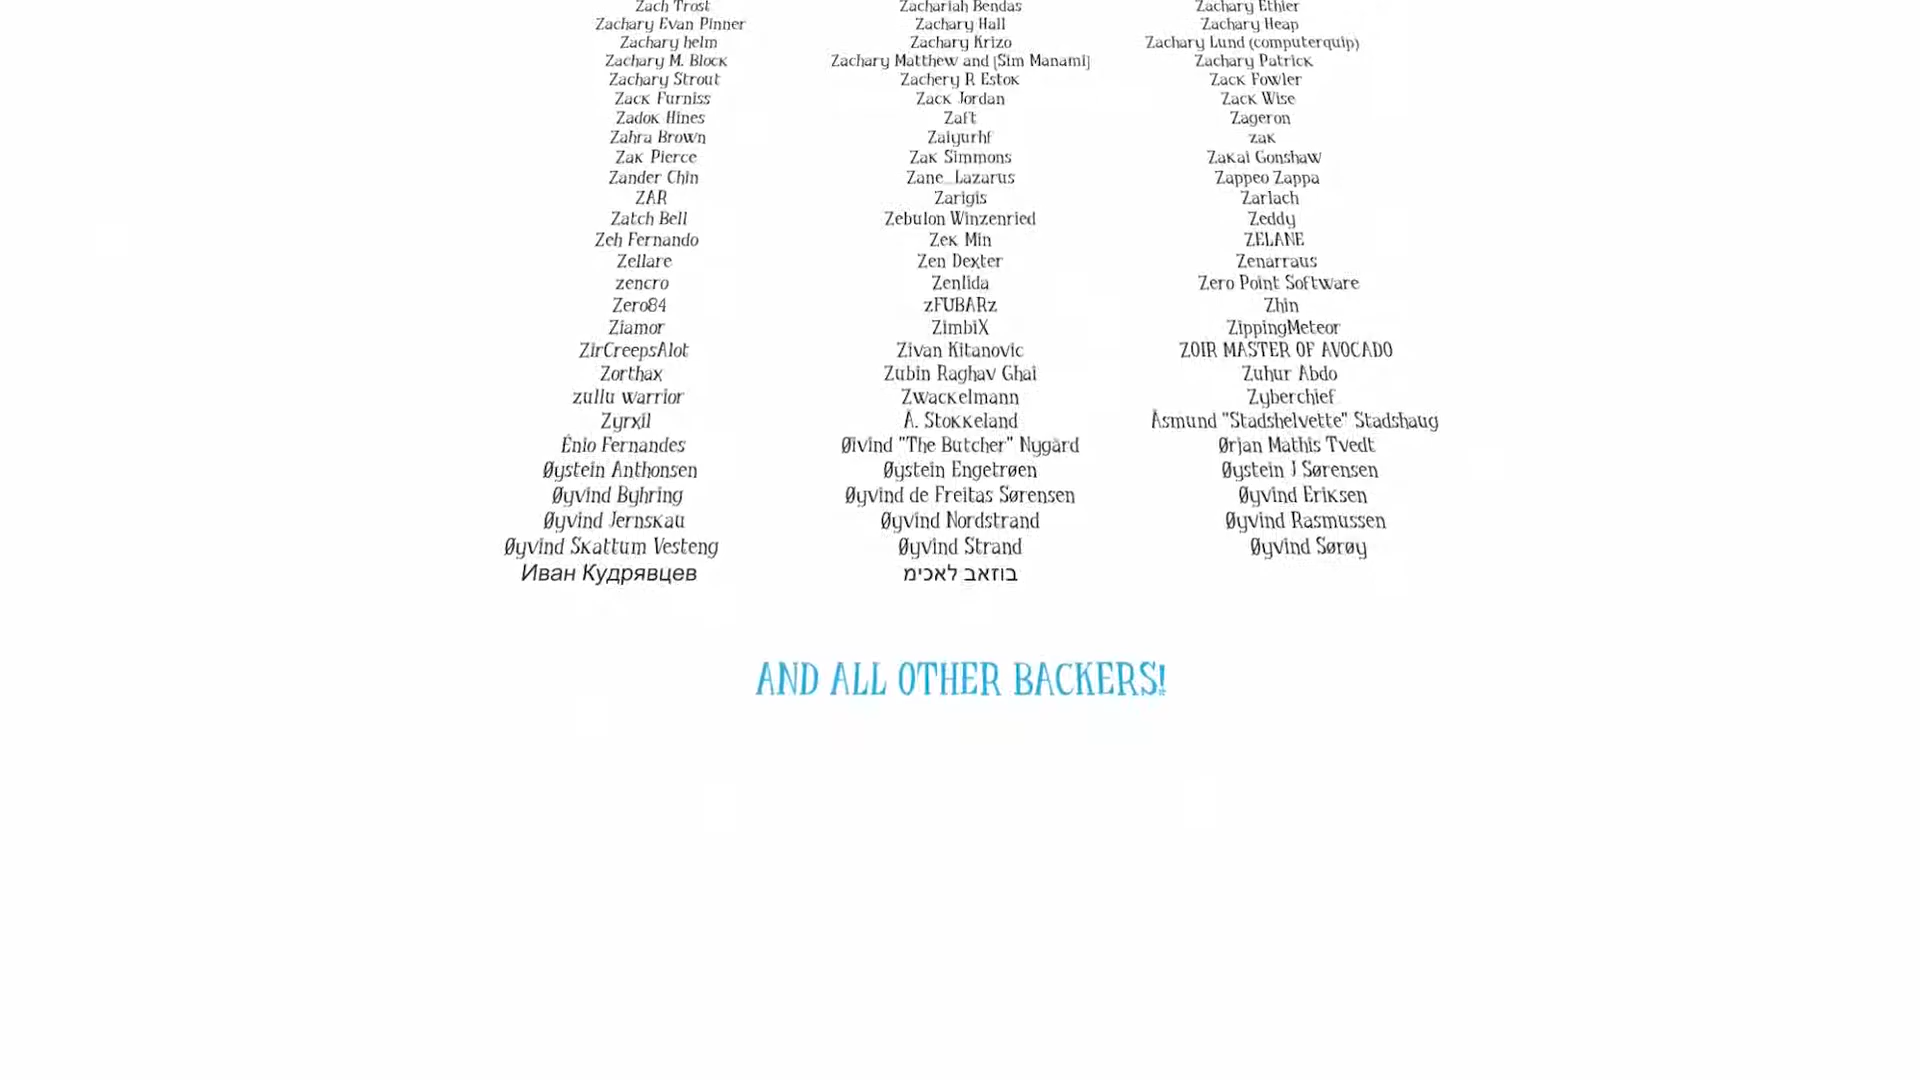 Zach Trost Zachariah Bendas Zachary Ethier
Zachary Evan Pinner Zachary Hall Zachary Heap
Zachary helm Zachary Krizo Zachary Lund (computerquip)
Zachary M. Block Zachary Matthew and [Sim Manami] Zachary Patrick
Zachary Strout Zachery R Estok Zack Fowler
Zack Furniss Zack Jordan Zack Wise
Zadok Hines Zaft Zageron
Zahra Brown Zaiyurhf zak
Zak Pierce Zak Simmons Zakai Gonshaw
Zander Chin Zane_Lazarus Zappeo Zappa
ZAR Zarigis Zarlach
Zatch Bell Zebulon Winzenried Zeddy
Zeh Fernando Zek Min ZELANE
Zellare Zen Dexter Zenarraus
zencro Zenlida Zero Point Software
Zero84 zFUBARz Zhin
Ziamor ZimbiX ZippingMeteor
ZirCreepsAlot Zivan Kitanovic ZOIR MASTER OF AVOCADO
Zorthax Zubin Raghav Ghai Zuhur Abdo
zullu warrior Zwackelmann Zyberchief
Zyrxil Å. Stokkeland Åsmund "Stadshelvette" Stadshaug
Ênio Fernandes Øivind "The Butcher" Nygård Ørjan Mathis Tvedt
Øystein Anthonsen Øystein Engetrøen Øystein J Sørensen
Øyvind Byhring Øyvind de Freitas Sørensen Øyvind Eriksen
Øyvind Jernskau Øyvind Nordstrand Øyvind Rasmussen
Øyvind Skattum Vesteng Øyvind Strand Øyvind Sørøy
Иван Кудрявцев בוזאב לאכימ
AND ALL OTHER BACKERS!